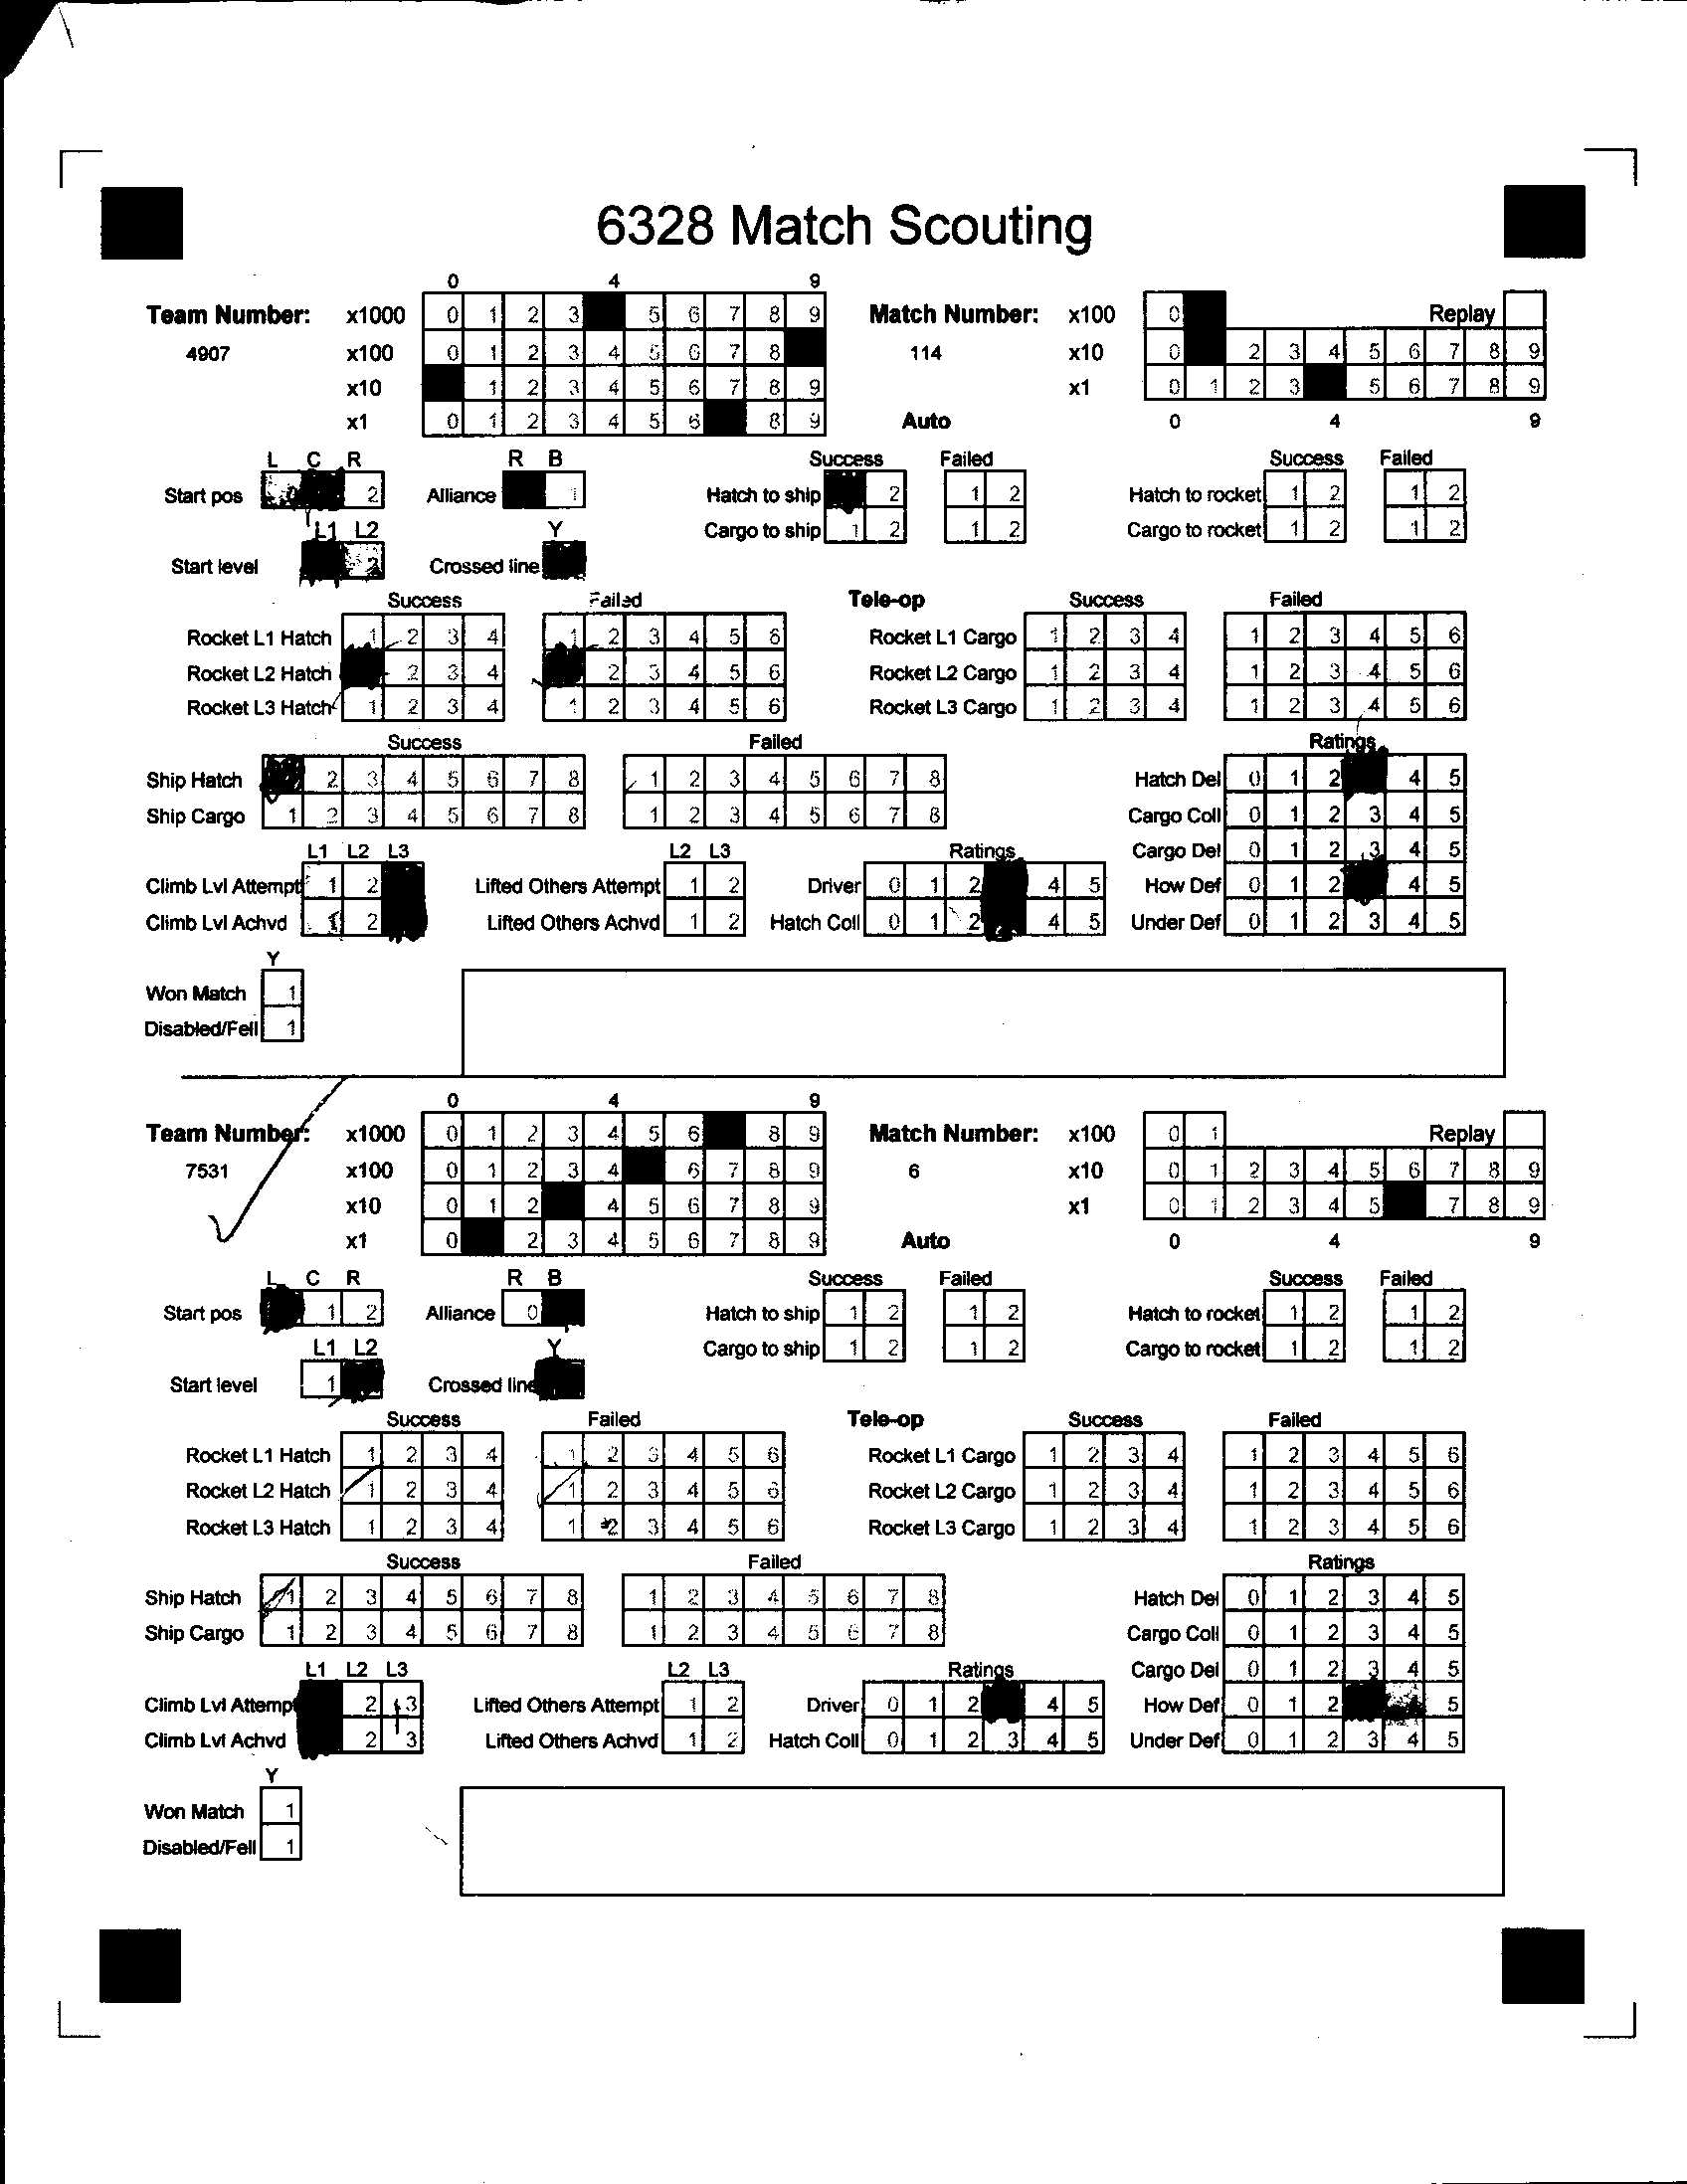 6328 Match Scouting
0 4 9
Team Number: x1000 0 1 2 3 5 6 7 8 9 Match Number: x100 0 Replay
4907 x100 0 1 2 3 4 5 6 7 8 114 x10 0 2 3 4 5 6 7 8 9
x10 1 2 3 4 5 6 7 8 9 x1 0 1 2 3 5 6 7 8 9
x1 0 1 2 3 4 5 6 8 9 Auto 0 4 9
L C R R B Success Failed Success Failed
Start pos 2 Alliance 1 Hatch to ship 2 1 2 Hatch to rocket 1 2 1 2
L1 L2 Y Cargo to ship 1 2 1 2 Cargo to rocket 1 2 1 2
Start level 2 Crossed line
Success Failed Tele-op Success Failed
Rocket L1 Hatch 1 2 3 4 1 2 3 4 5 6 Rocket L1 Cargo 1 2 3 4 1 2 3 4 5 6
Rocket L2 Hatch 2 3 4 2 3 4 5 6 Rocket L2 Cargo 1 2 3 4 1 2 3 4 5 6
Rocket L3 Hatch 1 2 3 4 1 2 3 4 5 6 Rocket L3 Cargo 1 2 3 4 1 2 3 4 5 6
Success Failed Ratings
Ship Hatch 2 3 4 5 6 7 8 1 2 3 4 5 6 7 8 Hatch Del 0 1 2 4 5
Ship Cargo 1 2 3 4 5 6 7 8 1 2 3 4 5 6 7 8 Cargo Coll 0 1 2 3 4 5
L1 L2 L3 L2 L3 Ratings Cargo Del 0 1 2 3 4 5
Climb Lvl Attempt 1 2 Lifted Others Attempt 1 2 Driver 0 1 2 4 5 How Def 0 1 2 4 5
Climb Lvl Achvd 1 2 Lifted Others Achvd 1 2 Hatch Coll 0 1 2 4 5 Under Def 0 1 2 3 4 5
Y
Won Match 1
Disabled/Fell 1
0 4 9
Team Number: x1000 0 1 2 3 4 5 6 8 9 Match Number: x100 0 1 Replay
7531 x100 0 1 2 3 4 6 7 8 9 6 x10 0 1 2 3 4 5 6 7 8 9
x10 0 1 2 4 5 6 7 8 9 x1 0 1 2 3 4 5 7 8 9
x1 0 2 3 4 5 6 7 8 9 Auto 0 4 9
L C R R B Success Failed Success Failed
Start pos 1 2 Alliance 0 Hatch to ship 1 2 1 2 Hatch to rocket 1 2 1 2
L1 L2 Y Cargo to ship 1 2 1 2 Cargo to rocket 1 2 1 2
Start level 1 Crossed line
Success Failed Tele-op Success Failed
Rocket L1 Hatch 1 2 3 4 1 2 3 4 5 6 Rocket L1 Cargo 1 2 3 4 1 2 3 4 5 6
Rocket L2 Hatch 1 2 3 4 1 2 3 4 5 6 Rocket L2 Cargo 1 2 3 4 1 2 3 4 5 6
Rocket L3 Hatch 1 2 3 4 1 2 3 4 5 6 Rocket L3 Cargo 1 2 3 4 1 2 3 4 5 6
Success Failed Ratings
Ship Hatch 1 2 3 4 5 6 7 8 1 2 3 4 5 6 7 8 Hatch Del 0 1 2 3 4 5
Ship Cargo 1 2 3 4 5 6 7 8 1 2 3 4 5 6 7 8 Cargo Coll 0 1 2 3 4 5
L1 L2 L3 L2 L3 Ratings Cargo Del 0 1 2 3 4 5
Climb Lvl Attempt 2 3 Lifted Others Attempt 1 2 Driver 0 1 2 4 5 How Def 0 1 2 5
Climb Lvl Achvd 2 3 Lifted Others Achvd 1 2 Hatch Coll 0 1 2 3 4 5 Under Def 0 1 2 3 4 5
Y
Won Match 1
Disabled/Fell 1